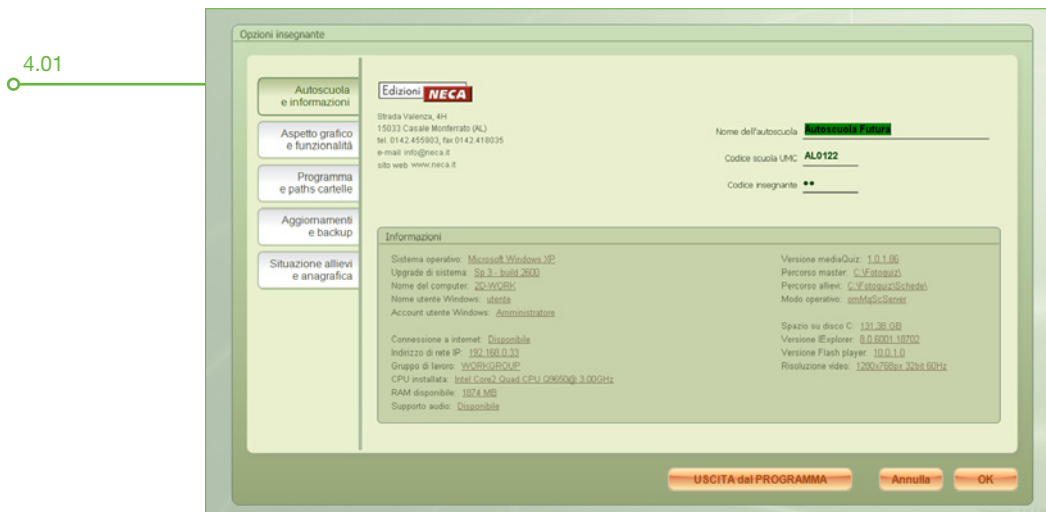 4.01
Opzioni insegnante
Autoscuola
e informazioni
Aspetto grafico
e funzionalità
Programma
e paths cartelle
Aggiornamenti
e backup
Situazione allievi
e anagrafica
Edizioni NECA
Strada Valenza, 4H
15033 Casale Monferrato (AL)
tel. 0142.455903, fax 0142.418035
e-mail info@neca.it
sito web www.neca.it
Nome dell'autoscuola Autoscuola Futura
Codice scuola UMC AL0122
Codice insegnante ••
Informazioni
Sistema operativo: Microsoft Windows XP
Upgrade di sistema: Sp 3 - build 2600
Nome del computer: 2D-WORK
Nome utente Windows: utente
Account utente Windows: Amministratore
Connessione a internet: Disponibile
Indirizzo di rete IP: 192.168.0.33
Gruppo di lavoro: WORKGROUP
CPU installata: Intel Core2 Quad CPU Q9650@ 3.00GHz
RAM disponibile: 1874 MB
Supporto audio: Disponibile
Versione mediaQuiz: 1.0.1.86
Percorso master: C:\Fotoquiz\
Percorso allievi: C:\Fotoquiz\Schede\
Modo operativo: omMqScServer
Spazio su disco C: 131,38 GB
Versione IExplorer: 8.0.6001.18702
Versione Flash player: 10.0.1.0
Risoluzione video: 1280x768px 32bit 60Hz
USCITA dal PROGRAMMA
Annulla
OK